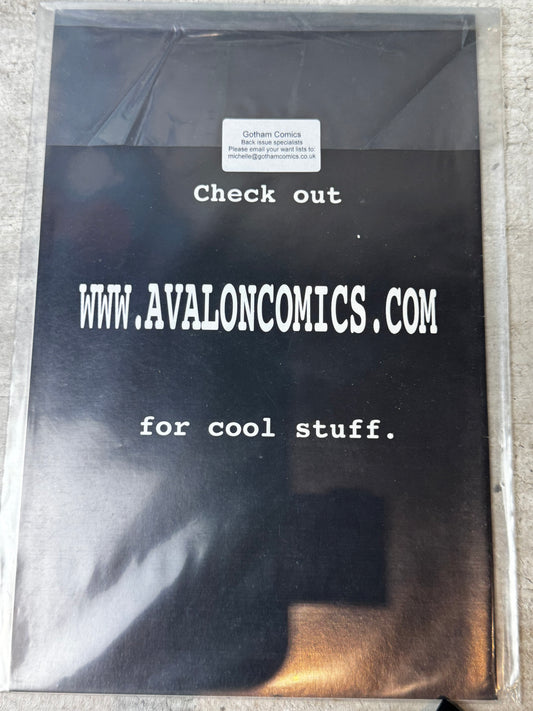 Gotham Comics
Back issue specialists
Please email your want lists to:
michelle@gothamcomics.co.uk
Check out
WWW.AVALONCOMICS.COM
for cool stuff.